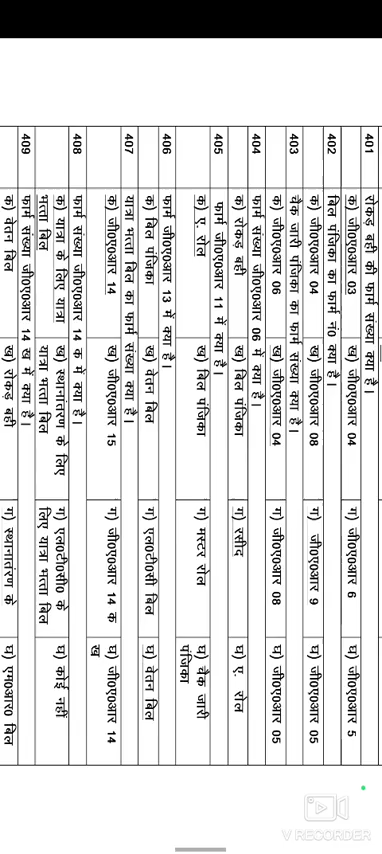 401 रोकड़ बही की फार्म संख्या क्या है।
क) जी0ए0आर 03 ख) जी0ए0आर 04 ग) जी0ए0आर 6 घ) जी0ए0आर 5
402 बिल पंजिका का फार्म नं0 क्या है।
क) जी0ए0आर 04 ख) जी0ए0आर 08 ग) जी0ए0आर 9 घ) जी0ए0आर 05
403 चैक जारी पंजिका का फार्म संख्या क्या है।
क) जी0ए0आर 06 ख) जी0ए0आर 04 ग) जी0ए0आर 08 घ) जी0ए0आर 05
404 फार्म संख्या जी0ए0आर 06 में क्या है।
क) रोकड़ बही ख) बिल पंजिका ग) रसीद घ) ए. रोल
405 फार्म जी0ए0आर 11 में क्या है।
क) ए. रोल ख) बिल पंजिका ग) मस्टर रोल घ) चैक जारी
पंजिका
406 फार्म जी0ए0आर 13 में क्या है।
क) बिल पंजिका ख) वेतन बिल ग) एल0टी0सी बिल घ) वेतन बिल
407 यात्रा भत्ता बिल का फार्म संख्या क्या है।
क) जी0ए0आर 14 ख) जी0ए0आर 15 ग) जी0ए0आर 14 क घ) जी0ए0आर 14
ख
408 फार्म संख्या जी0ए0आर 14 क में क्या है।
क) यात्रा के लिए यात्रा ख) स्थानांतरण के लिए ग) एल0टी0सी0 के घ) कोई नहीं
भत्ता बिल यात्रा भत्ता बिल लिए यात्रा भत्ता बिल
409 फार्म संख्या जी0ए0आर 14 ख में क्या है।
क) वेतन बिल ख) रोकड़ बही ग) स्थानातंरण के घ) एम0आर0 बिल
V RECORDER